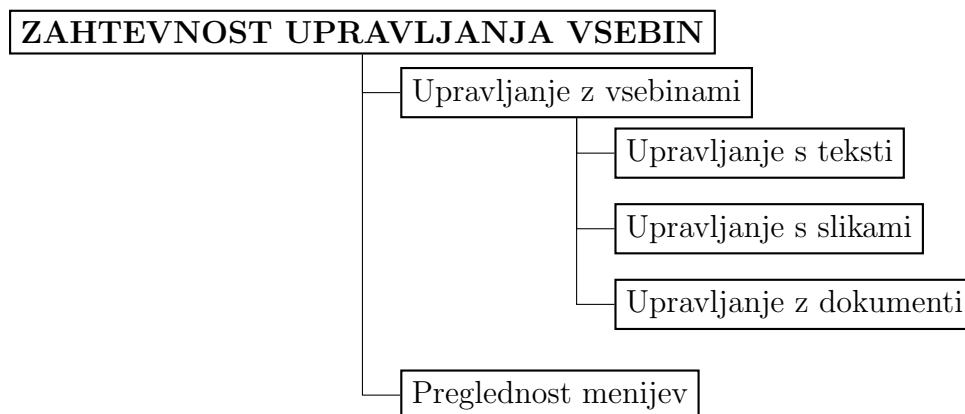 ZAHTEVNOST UPRAVLJANJA VSEBIN
Upravljanje z vsebinami
Upravljanje s teksti
Upravljanje s slikami
Upravljanje z dokumenti
Preglednost menijev